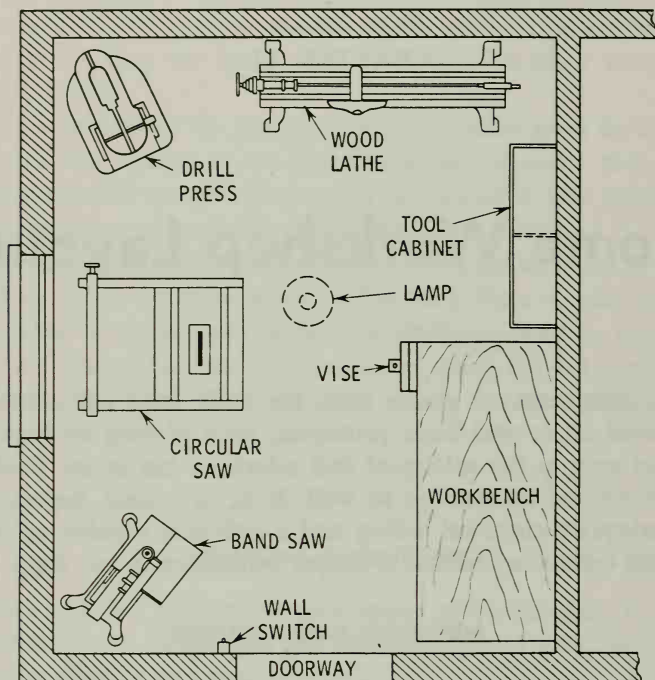 WOOD
LATHE
DRILL
PRESS
TOOL
CABINET
LAMP
VISE
CIRCULAR
SAW
WORKBENCH
BAND SAW
WALL
SWITCH
DOORWAY